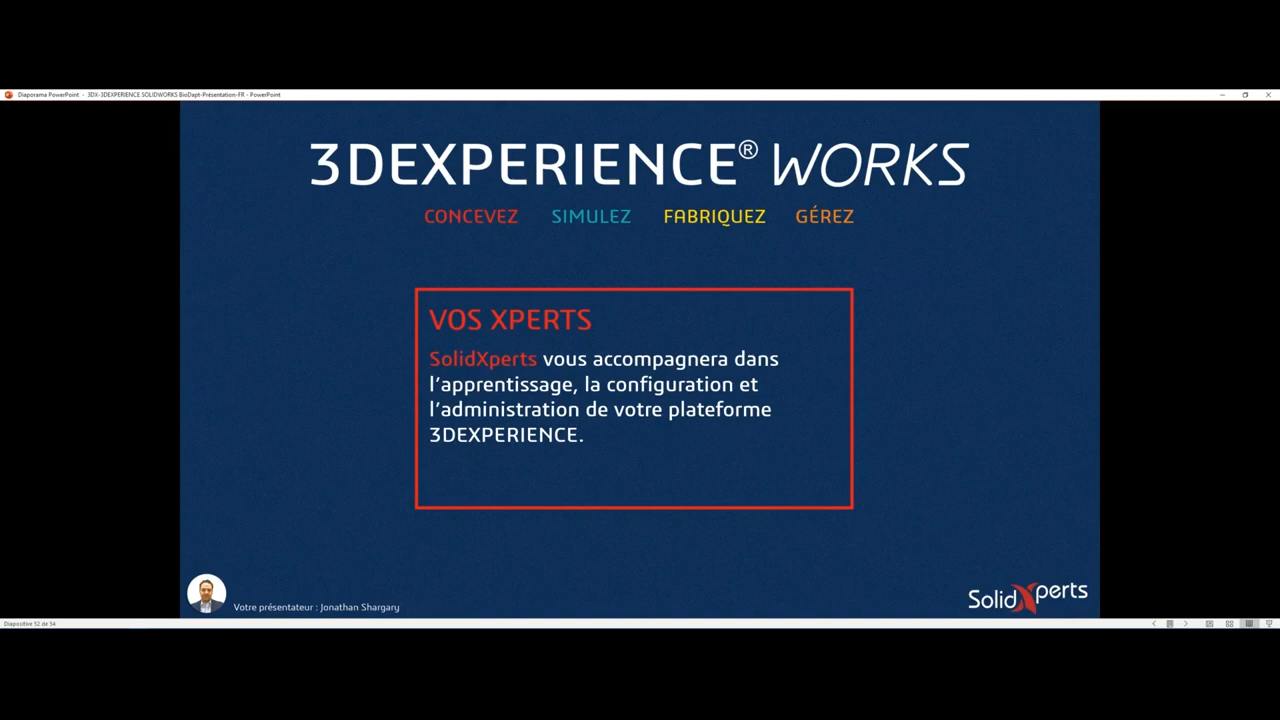 Diaporama PowerPoint - 3DX-3DEXPERIENCE SOLIDWORKS BioDapt-Présentation-FR - PowerPoint
3DEXPERIENCE® WORKS
CONCEVEZ SIMULEZ FABRIQUEZ GÉREZ
VOS XPERTS
SolidXperts vous accompagnera dans
l'apprentissage, la configuration et
l'administration de votre plateforme
3DEXPERIENCE.
Votre présentateur : Jonathan Shargary
SolidXperts
Diapositive 52 de 54